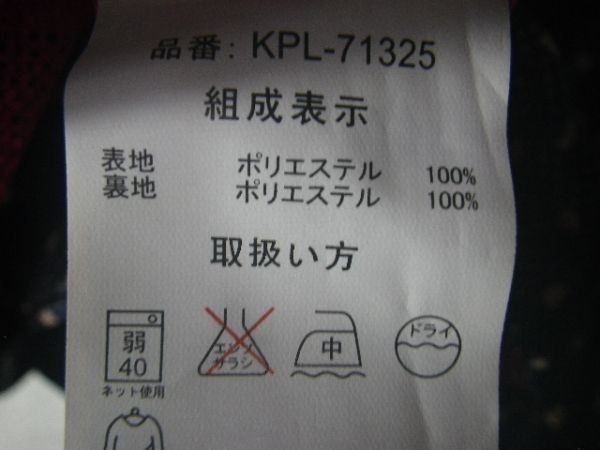 品番: KPL-71325
組成表示
表地 ポリエステル 100%
裏地 ポリエステル 100%
取扱い方
弱 エンソ 中 ドライ
40 サラシ
ネット使用